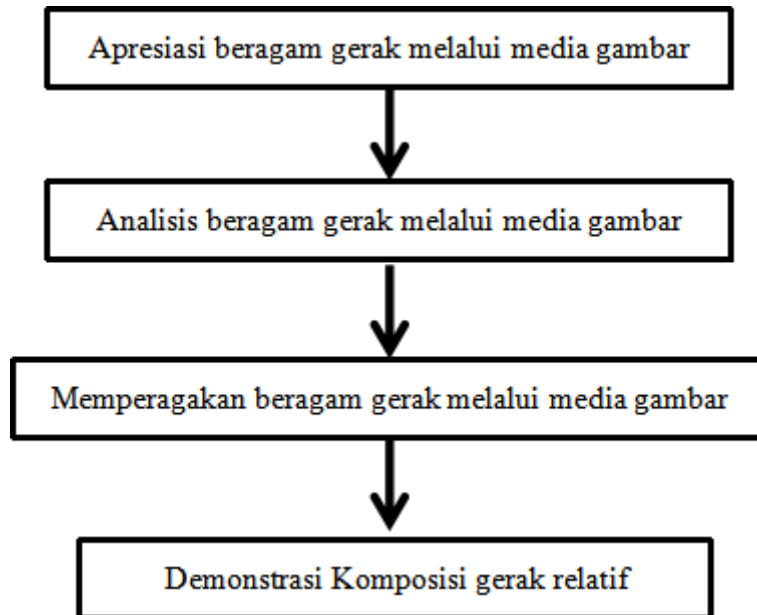 Apresiasi beragam gerak melalui media gambar
Analisis beragam gerak melalui media gambar
Memperagakan beragam gerak melalui media gambar
Demonstrasi Komposisi gerak relatif